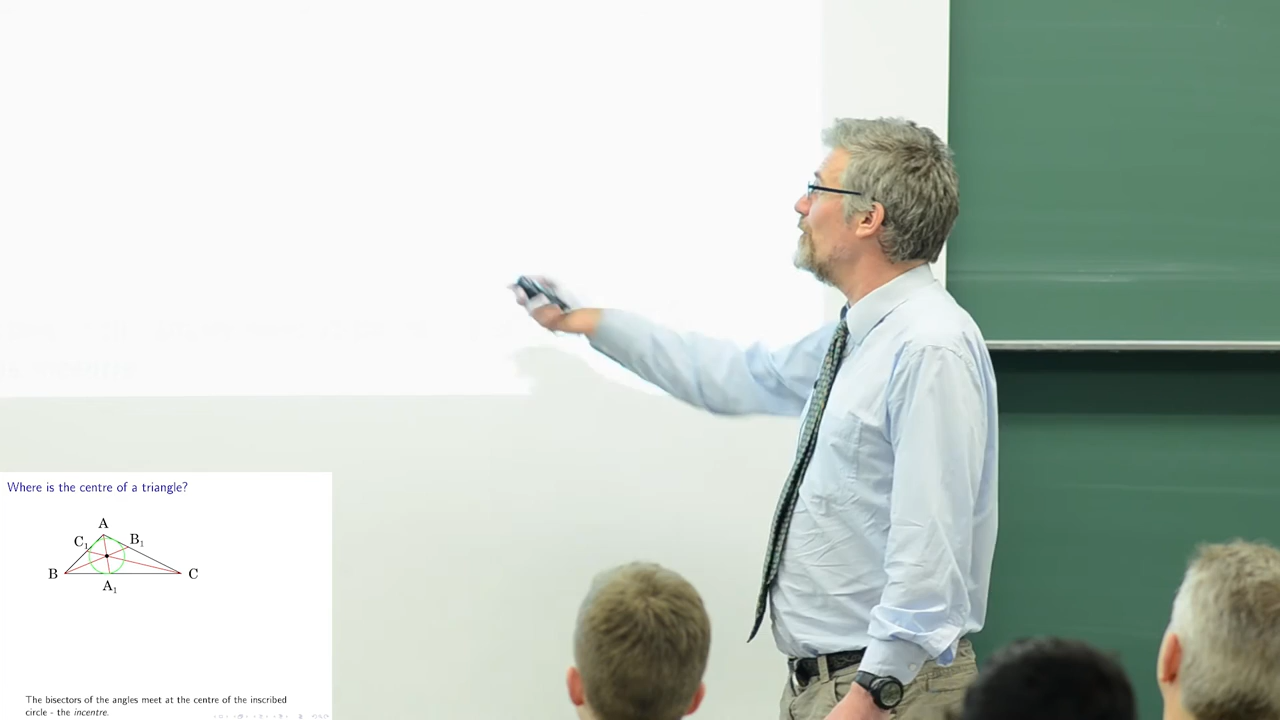 Where is the centre of a triangle?
A
C₁
B₁
B
C
A₁
The bisectors of the angles meet at the centre of the inscribed
circle - the incentre.